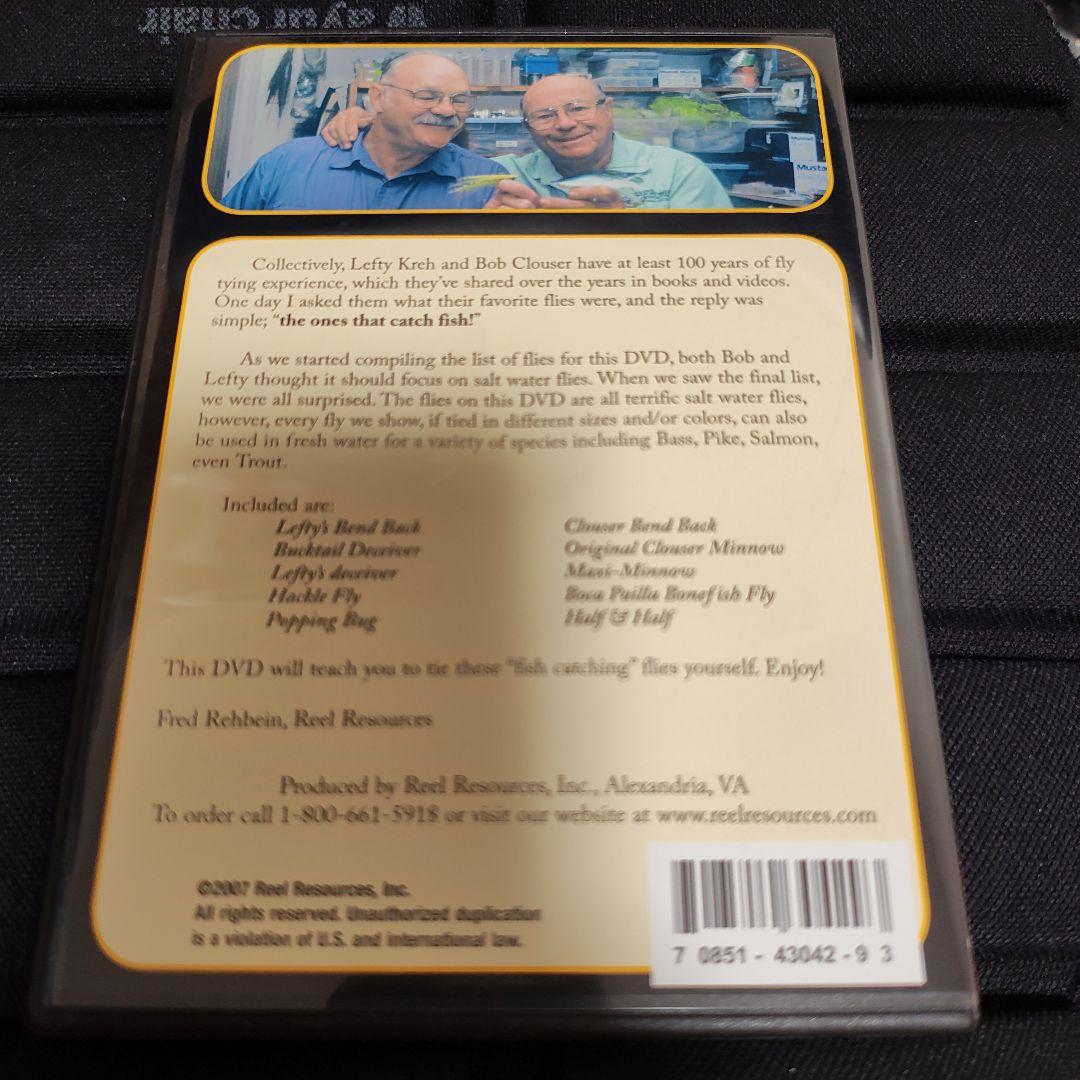 Musta
Collectively, Lefty Kreh and Bob Clouser have at least 100 years of fly
tying experience, which they've shared over the years in books and videos.
One day I asked them what their favorite flies were, and the reply was
simple; "the ones that catch fish!"
As we started compiling the list of flies for this DVD, both Bob and
Lefty thought it should focus on salt water flies. When we saw the final list,
we were all surprised. The flies on this DVD are all terrific salt water flies,
however, every fly we show, if tied in different sizes and/or colors, can also
be used in fresh water for a variety of species including Bass, Pike, Salmon,
even Trout.
Included are:
Lefty's Bend Back
Bucktail Deceiver
Lefty's deceiver
Hackle Fly
Popping Bug
Clouser Bend Back
Original Clouser Minnow
Maxi-Minnow
Boca Pailla Bonefish Fly
Half & Half
This DVD will teach you to tie these "fish catching" flies yourself. Enjoy!
Fred Rehbein, Reel Resources
Produced by Reel Resources, Inc., Alexandria, VA
To order call 1-800-661-5918 or visit our website at www.reelresources.com
©2007 Reel Resources, Inc.
All rights reserved. Unauthorized duplication
is a violation of U.S. and international law.
7 0851 - 43042 - 9 3